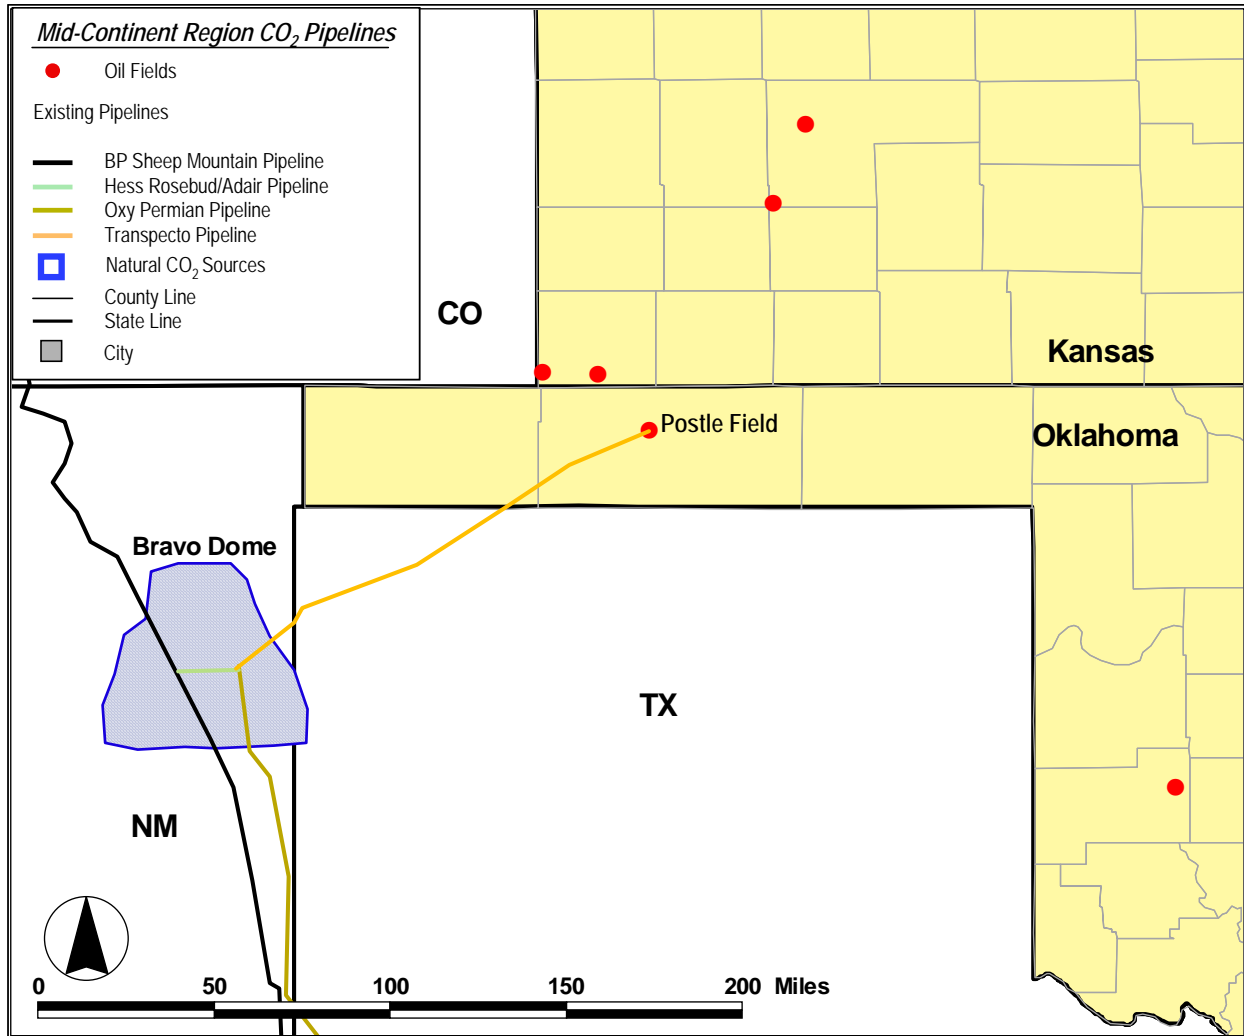 Mid-Continent Region CO2 Pipelines
Oil Fields
Existing Pipelines
BP Sheep Mountain Pipeline
Hess Rosebud/Adair Pipeline
Oxy Permian Pipeline
Transpecto Pipeline
Natural CO2 Sources
County Line
State Line
City
CO
Kansas
Postle Field
Oklahoma
Bravo Dome
TX
NM
0 50 100 150 200 Miles